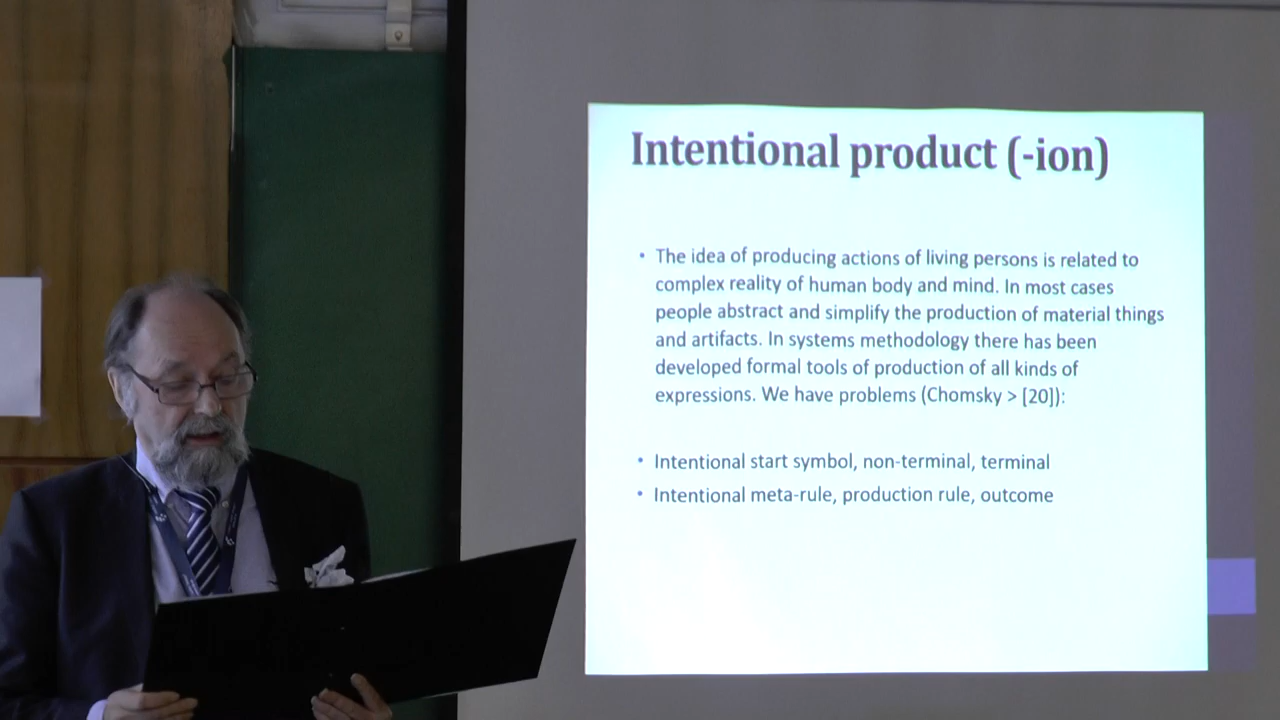 Intentional product (-ion)
• The idea of producing actions of living persons is related to
complex reality of human body and mind. In most cases
people abstract and simplify the production of material things
and artifacts. In systems methodology there has been
developed formal tools of production of all kinds of
expressions. We have problems (Chomsky > [20]):
• Intentional start symbol, non-terminal, terminal
• Intentional meta-rule, production rule, outcome